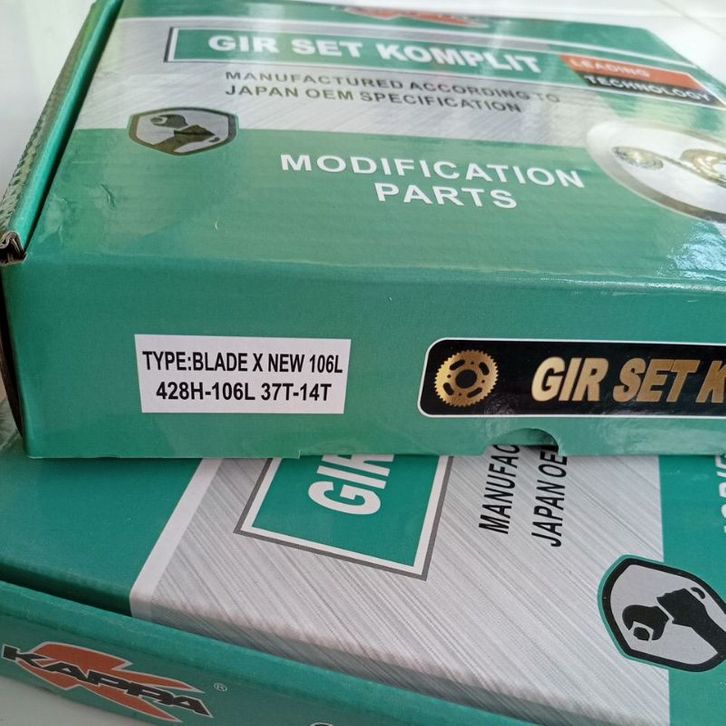 GIR SET KOMPLIT
LEADING
TECHNOLOGY
MANUFACTURED ACCORDING TO
JAPAN OEM SPECIFICATION
MODIFICATION
PARTS
TYPE:BLADE X NEW 106L
428H-106L 37T-14T
GIR SET K
GIR
MANUFAC
JAPAN OE
KAPPA
®